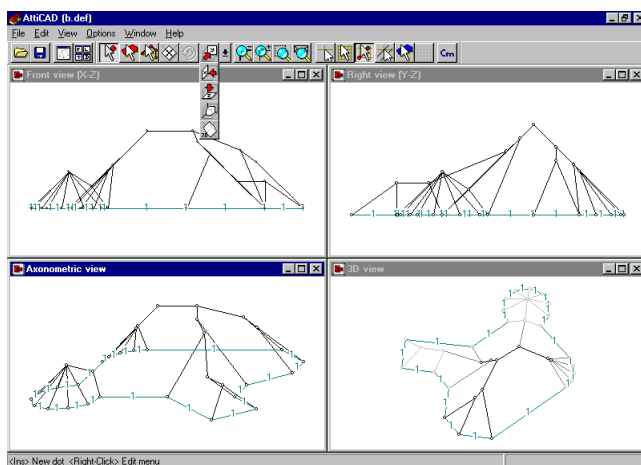 AttiCAD (b.def)
File Edit View Options Window Help
Cm
Front view (X-Z)
Right view (Y-Z)
Axonometric view
3D view
<Ins> New dot <Right-Click> Edit menu